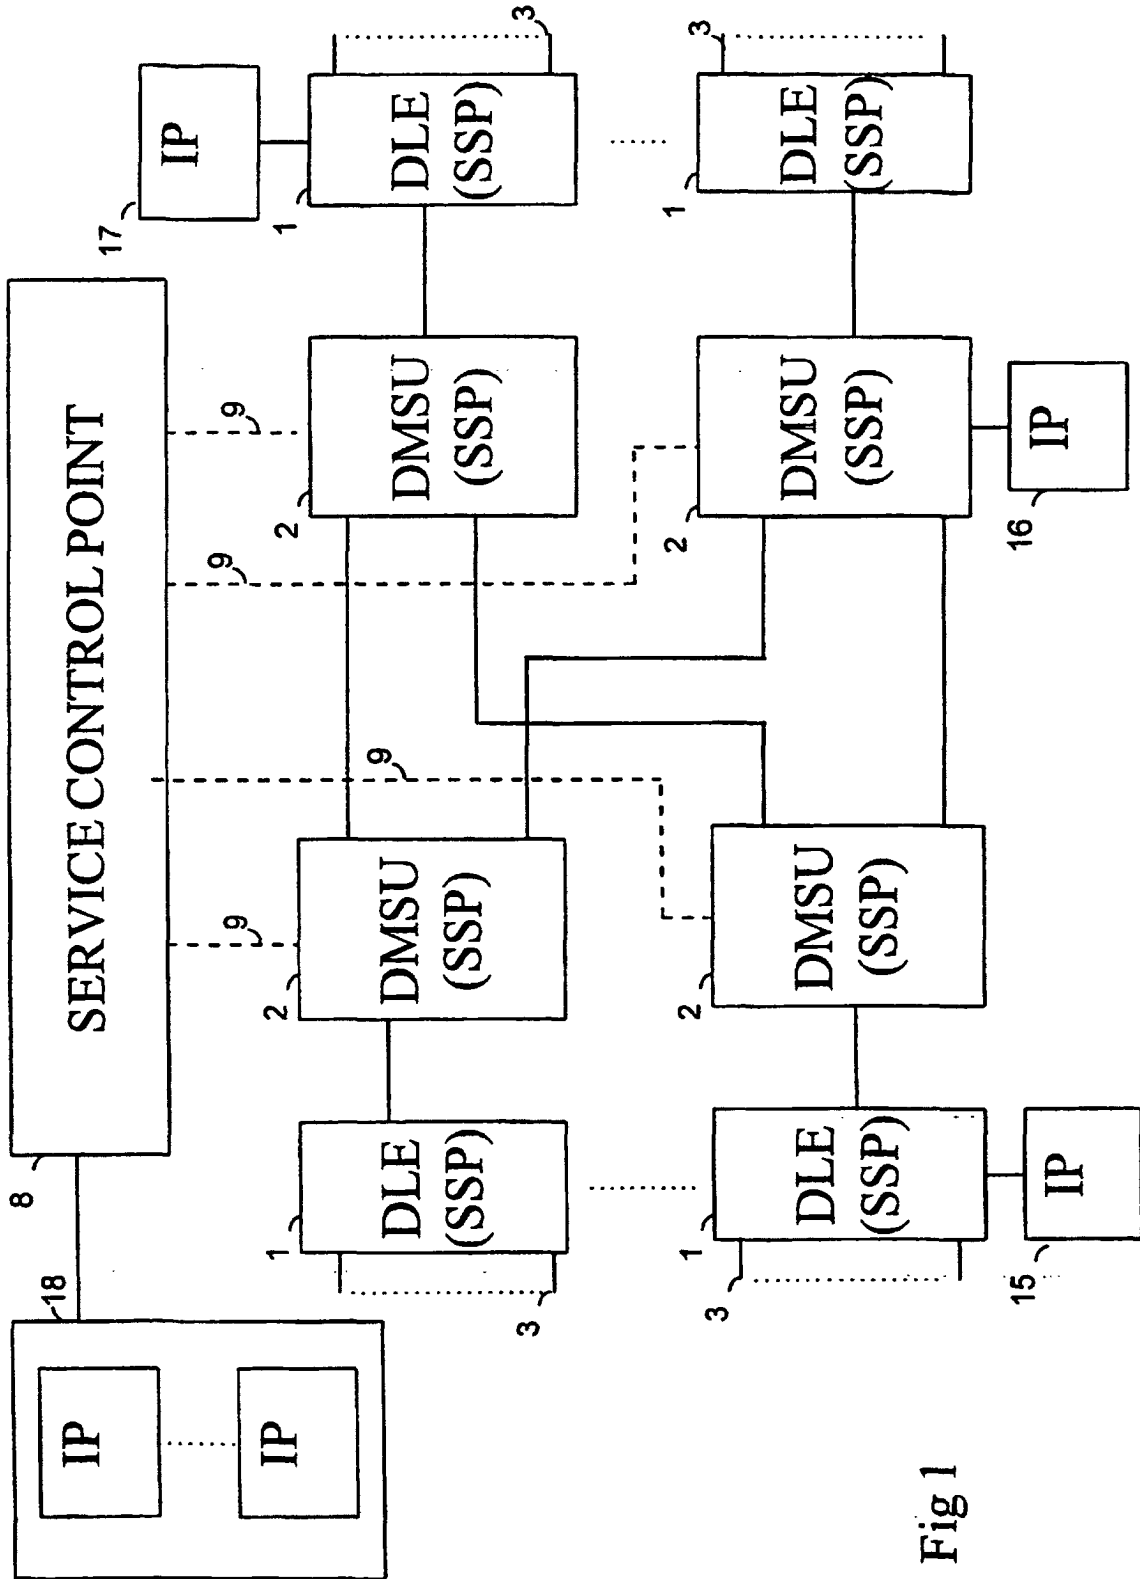 IP
IP
18
8
SERVICE CONTROL POINT
9
9
9
9
17
IP
3
1
DLE
(SSP)
2
DMSU
(SSP)
2
DMSU
(SSP)
1
DLE
(SSP)
3
3
1
DLE
(SSP)
2
DMSU
(SSP)
2
DMSU
(SSP)
1
DLE
(SSP)
3
15
IP
16
IP
Fig 1